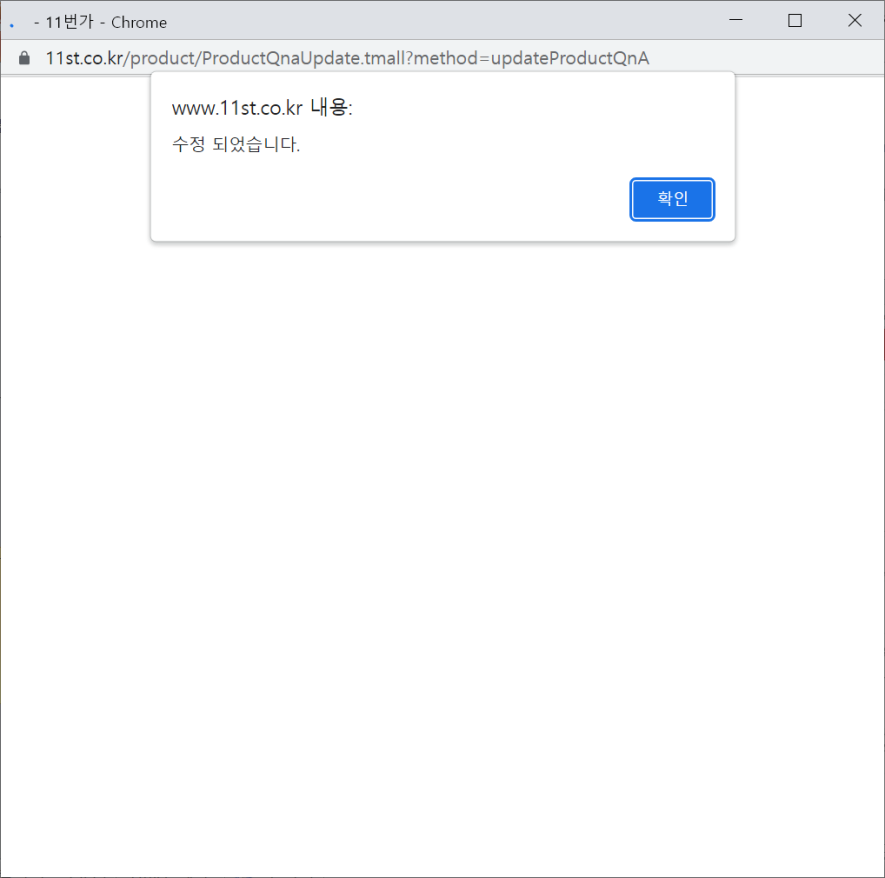 - 11번가 - Chrome
11st.co.kr/product/ProductQnaUpdate.tmall?method=updateProductQnA
www.11st.co.kr 내용:
수정 되었습니다.
확인